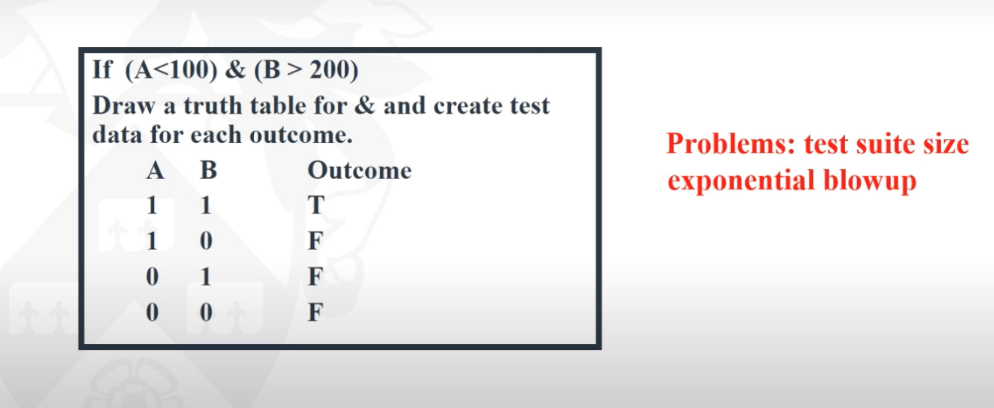 If (A<100) & (B > 200)
Draw a truth table for & and create test
data for each outcome.
A B Outcome
1 1 T
1 0 F
0 1 F
0 0 F
Problems: test suite size
exponential blowup